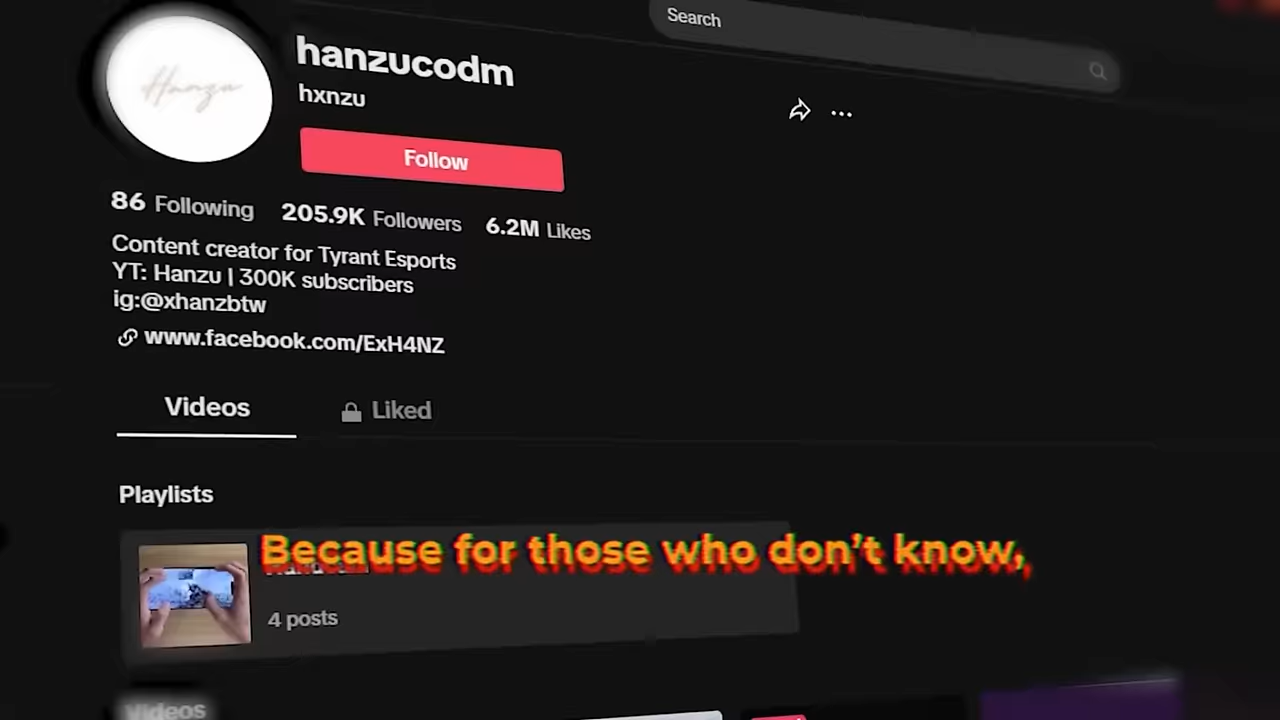 Search
Hanzu
hanzucodm
hxnzu
Follow
86 Following 205.9K Followers 6.2M Likes
Content creator for Tyrant Esports
YT: Hanzu | 300K subscribers
ig:@xhanzbtw
www.facebook.com/ExH4NZ
Videos Liked
Playlists
Because for those who don't know,
4 posts
Videos